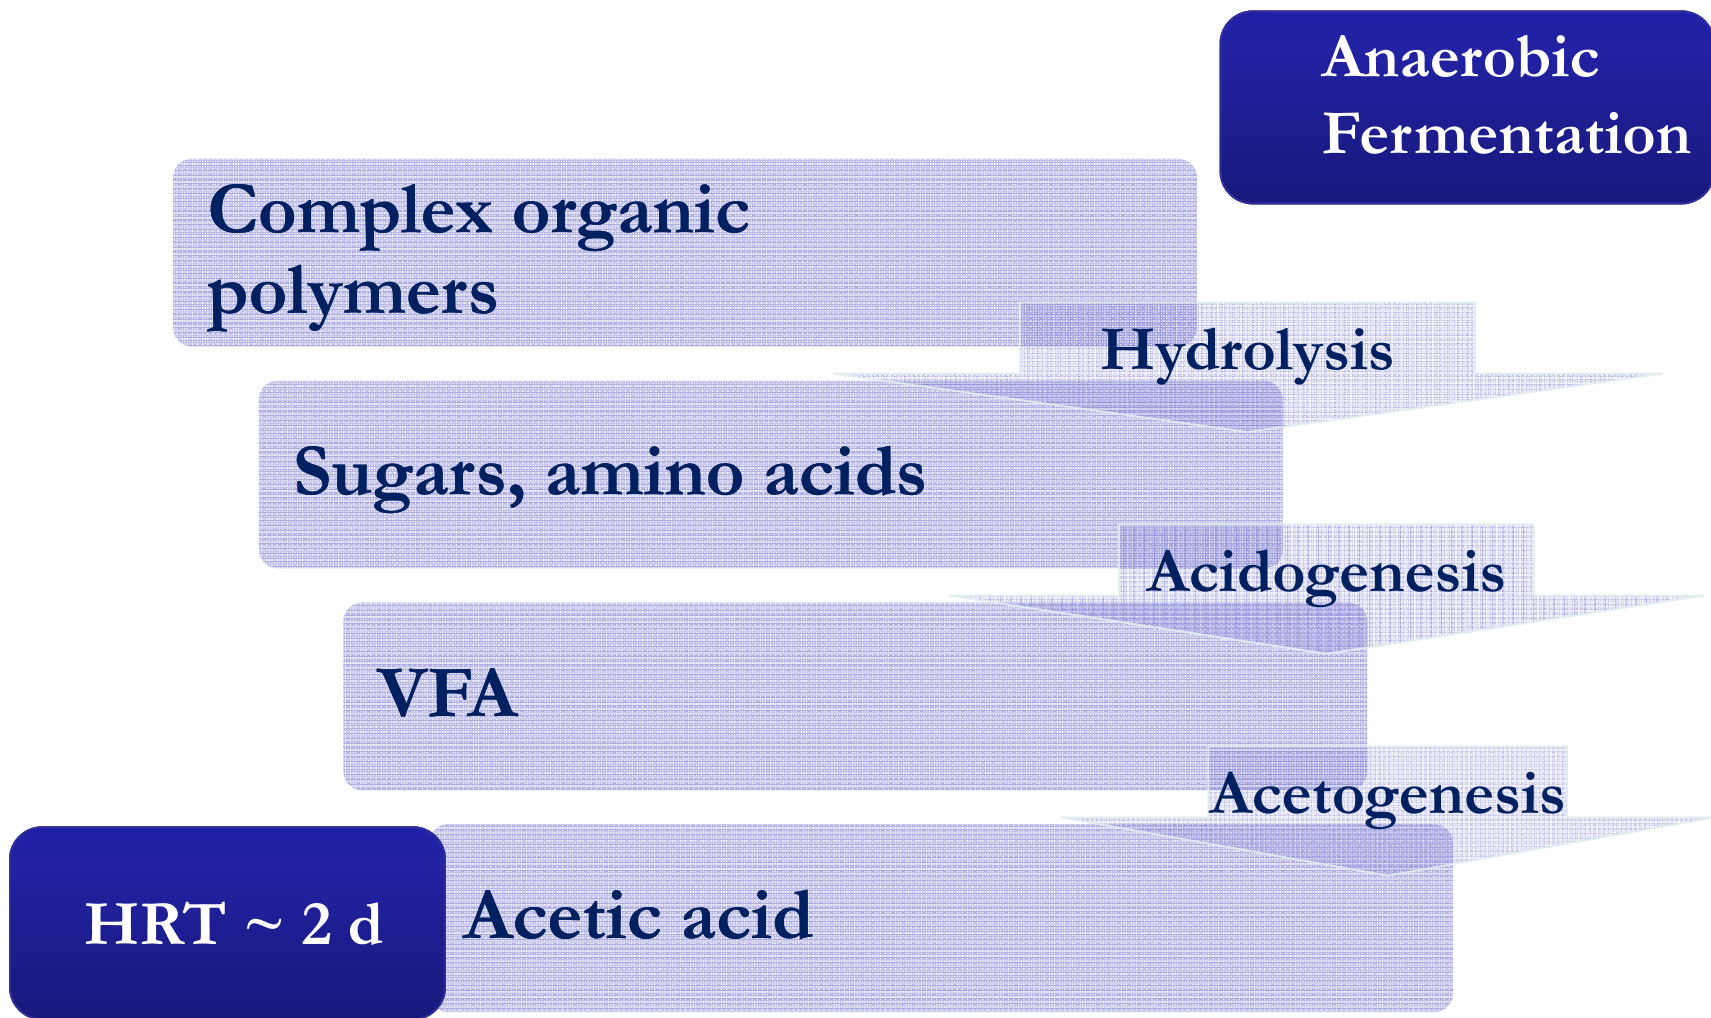 Anaerobic
Fermentation
Complex organic
polymers
Hydrolysis
Sugars, amino acids
Acidogenesis
VFA
Acetogenesis
HRT ~ 2 d
Acetic acid